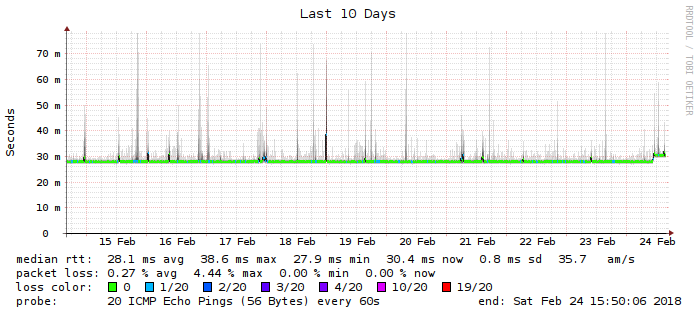 Last 10 Days
RRDTOOL / TOBI OETIKER
Seconds
70 m
60 m
50 m
40 m
30 m
20 m
10 m
0
15 Feb 16 Feb 17 Feb 18 Feb 19 Feb 20 Feb 21 Feb 22 Feb 23 Feb 24 Feb
median rtt: 28.1 ms avg 38.6 ms max 27.9 ms min 30.4 ms now 0.8 ms sd 35.7 am/s
packet loss: 0.27 % avg 4.44 % max 0.00 % min 0.00 % now
loss color: 0 1/20 2/20 3/20 4/20 10/20 19/20
probe: 20 ICMP Echo Pings (56 Bytes) every 60s end: Sat Feb 24 15:50:06 2018